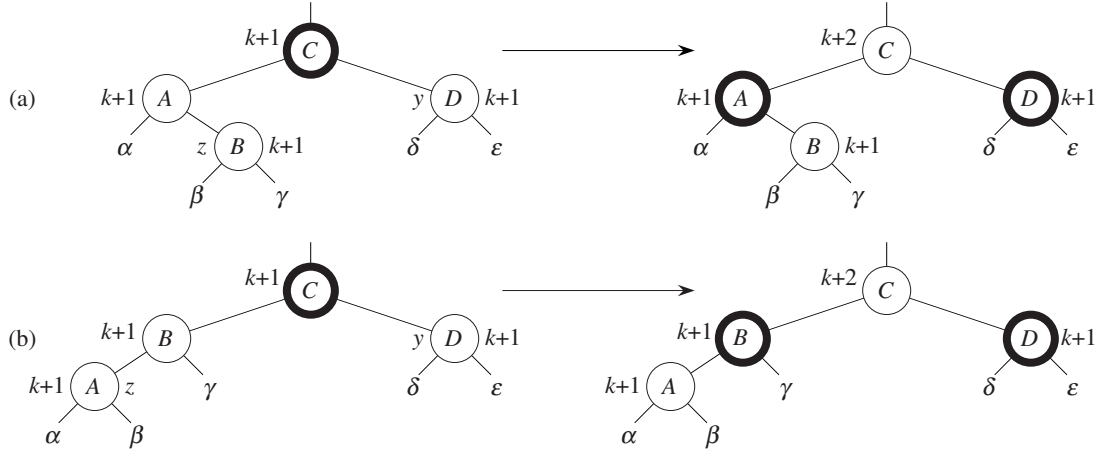 k+1 C k+2 C
(a) k+1 A y D k+1 k+1 A D k+1
α z B k+1 δ ε α B k+1 δ ε
β γ β γ
k+1 C k+2 C
(b) k+1 B y D k+1 k+1 B D k+1
k+1 A z γ δ ε k+1 A γ δ ε
α β α β